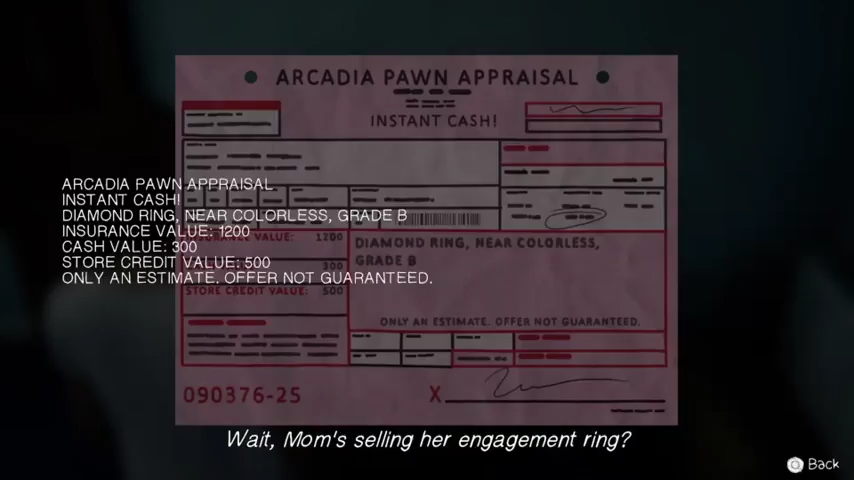 ARCADIA PAWN APPRAISAL
INSTANT CASH!
ARCADIA PAWN APPRAISAL
INSTANT CASH!
DIAMOND RING, NEAR COLORLESS, GRADE B
INSURANCE VALUE: 1200
CASH VALUE: 300
STORE CREDIT VALUE: 500
ONLY AN ESTIMATE. OFFER NOT GUARANTEED.
INSURANCE VALUE: 1200
300
STORE CREDIT VALUE: 500
DIAMOND RING, NEAR COLORLESS,
GRADE B
ONLY AN ESTIMATE. OFFER NOT GUARANTEED.
090376-25
X
Wait, Mom's selling her engagement ring?
Back